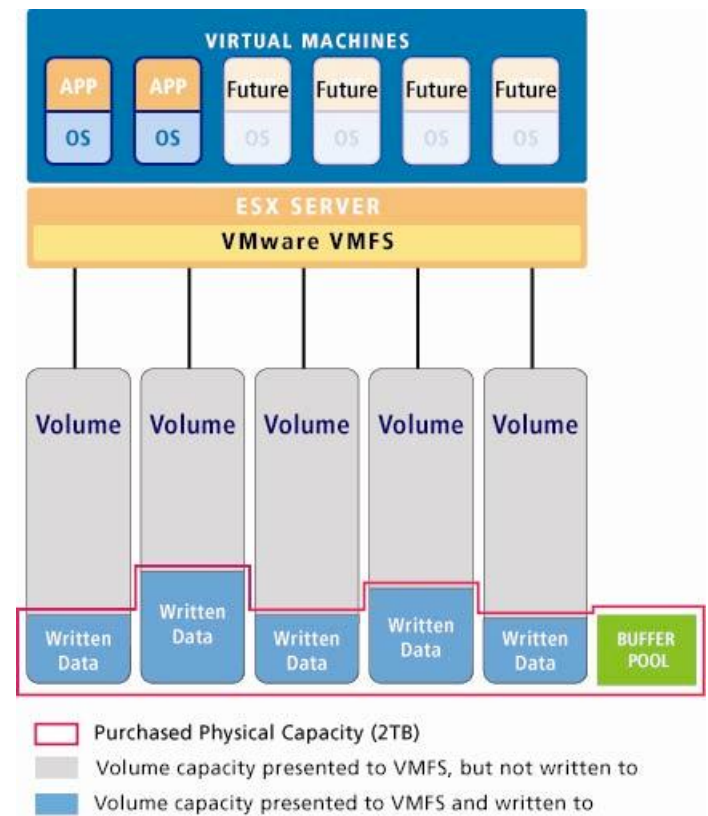 VIRTUAL MACHINES
APP APP Future Future Future Future
OS OS OS OS OS OS
ESX SERVER
VMware VMFS
Volume Volume Volume Volume Volume
Written Data
Written Data
Written Data
Written Data
Written Data
BUFFER POOL
Purchased Physical Capacity (2TB)
Volume capacity presented to VMFS, but not written to
Volume capacity presented to VMFS and written to